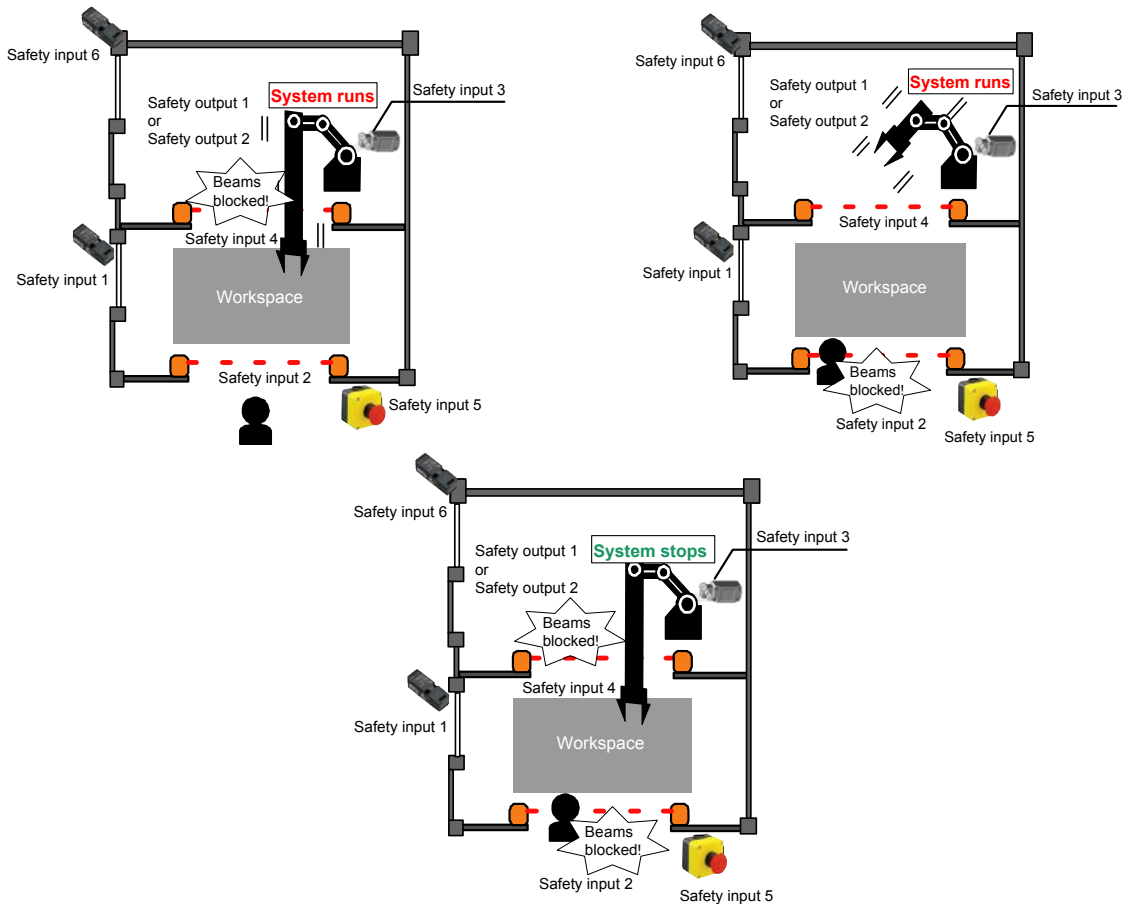 Safety input 6
System runs
Safety input 3
Safety output 1
or
Safety output 2
Beams
blocked!
Safety input 4
Safety input 1
Workspace
Safety input 2
Safety input 5
Safety input 6
System runs
Safety input 3
Safety output 1
or
Safety output 2
Safety input 4
Safety input 1
Workspace
Beams
blocked!
Safety input 2
Safety input 5
Safety input 6
System stops
Safety input 3
Safety output 1
or
Safety output 2
Beams
blocked!
Safety input 4
Safety input 1
Workspace
Beams
blocked!
Safety input 2
Safety input 5